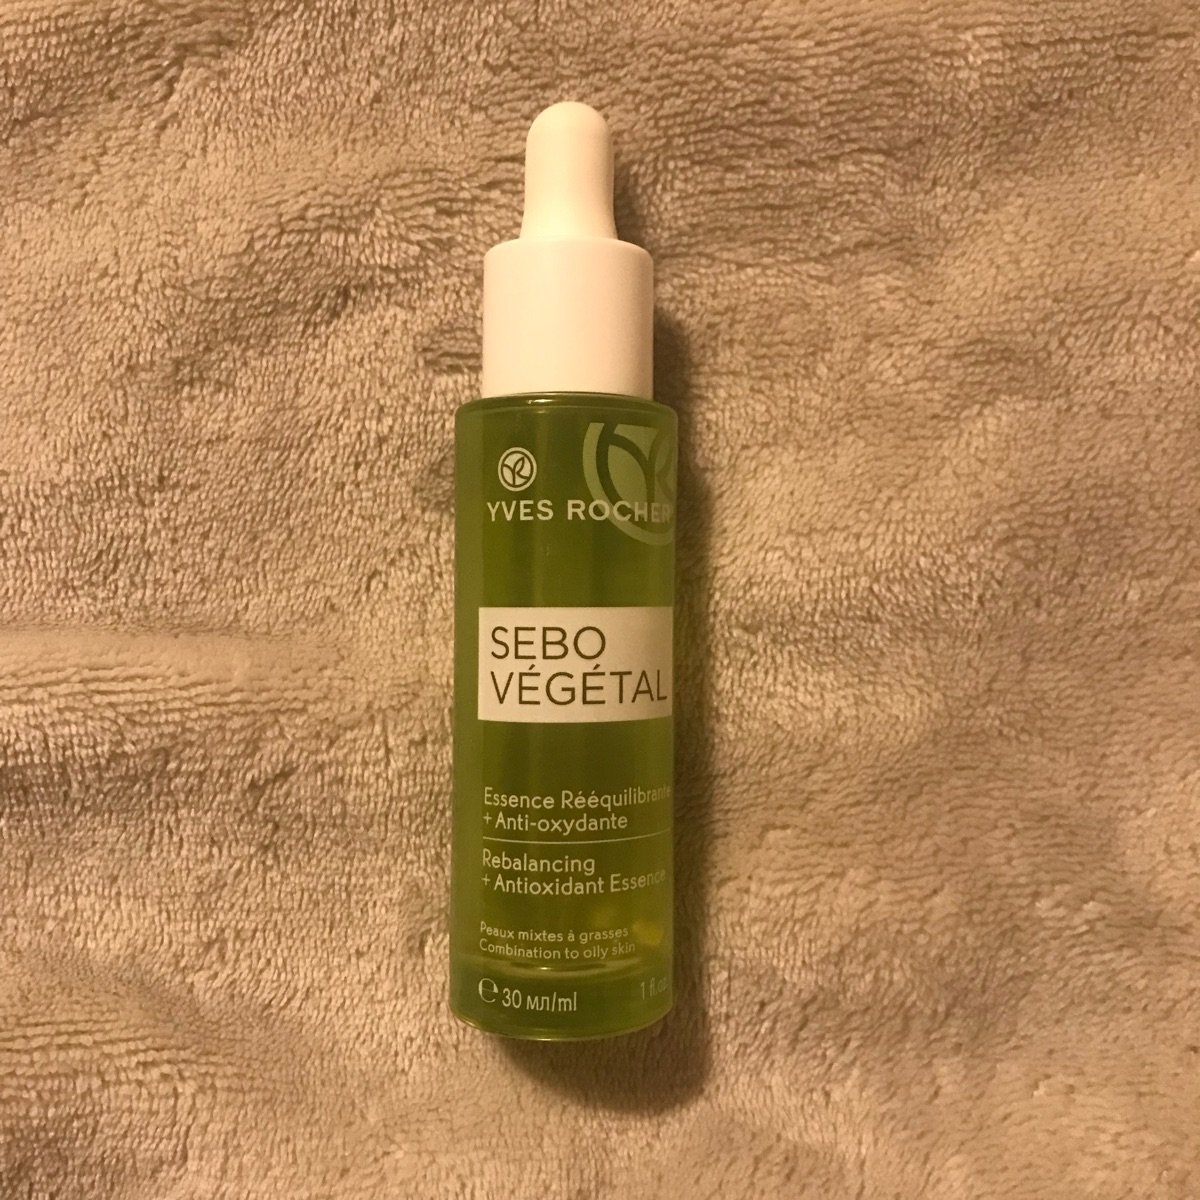 YVES ROCHER
SEBO
VÉGÉTAL
Essence Rééquilibrante
+ Anti-oxydante
Rebalancing
+ Antioxidant Essence
Peaux mixtes à grasses
Combination to oily skin
℮ 30 мл/ml
1 fl.oz